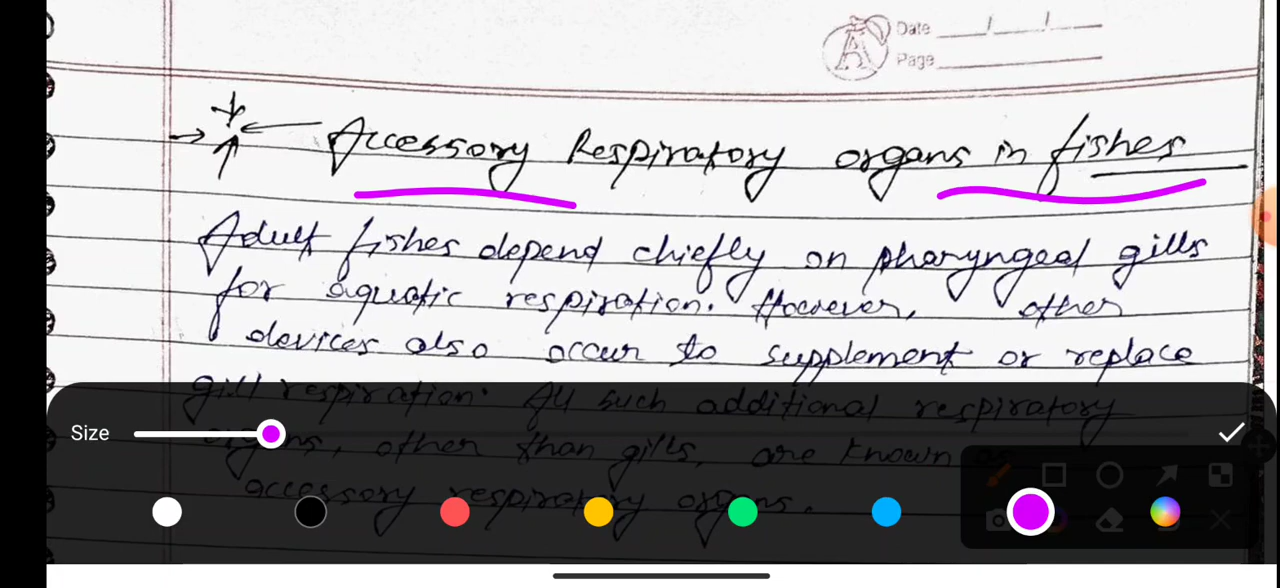 Date
Page
Accessory Respiratory organs in fishes
Adult fishes depend chiefly on pharyngeal gills
for aquatic respiration. However, other
devices also occur to supplement or replace
gill respiration. All such additional respiratory
organs, other than gills, are known as
accessory respiratory organs.
Size